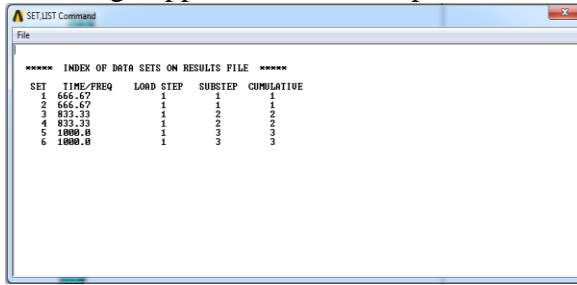 SET,LIST Command
File
***** INDEX OF DATA SETS ON RESULTS FILE *****
SET TIME/FREQ LOAD STEP SUBSTEP CUMULATIVE
1 666.67 1 1 1
2 666.67 1 1 1
3 833.33 1 2 2
4 833.33 1 2 2
5 1000.0 1 3 3
6 1000.0 1 3 3